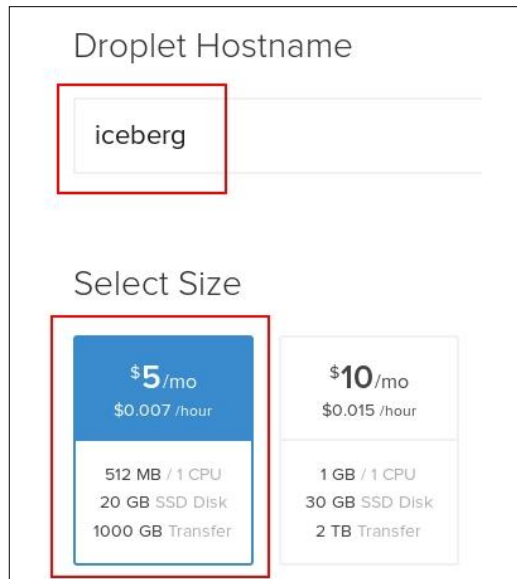 Droplet Hostname
iceberg
Select Size
$5/mo
$0.007 /hour
512 MB / 1 CPU
20 GB SSD Disk
1000 GB Transfer
$10/mo
$0.015 /hour
1 GB / 1 CPU
30 GB SSD Disk
2 TB Transfer